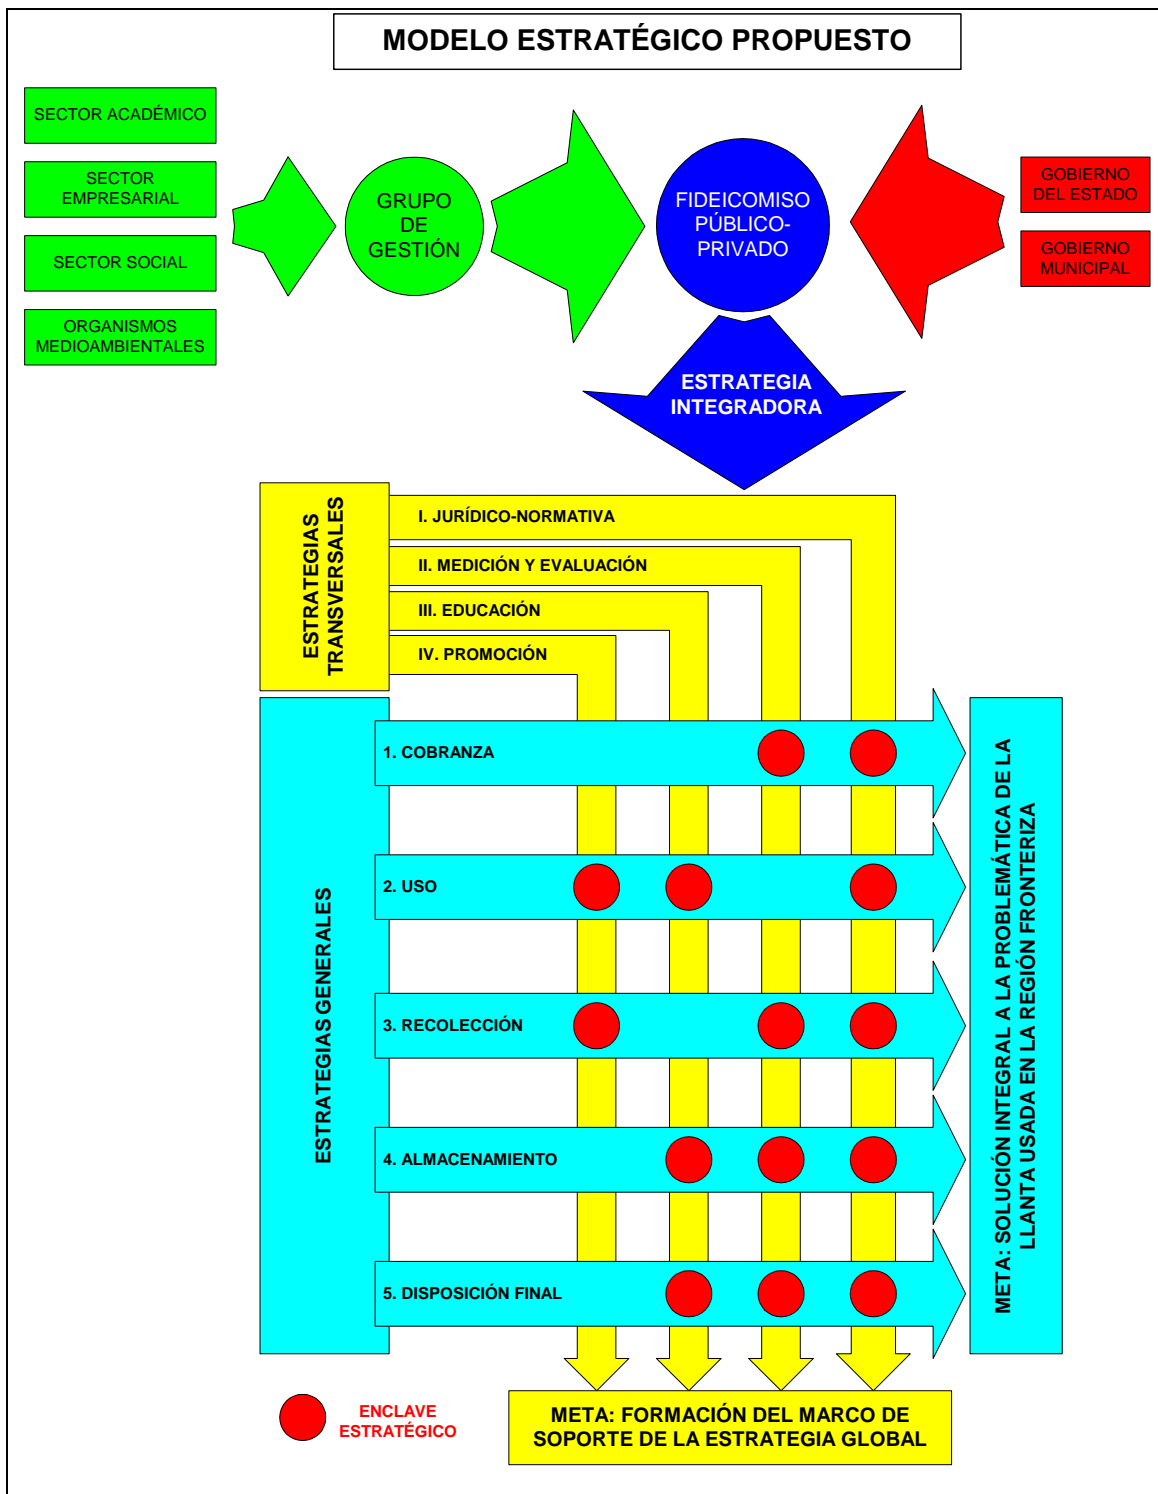 MODELO ESTRATÉGICO PROPUESTO
SECTOR ACADÉMICO
SECTOR
EMPRESARIAL
SECTOR SOCIAL
ORGANISMOS
MEDIOAMBIENTALES
GRUPO
DE
GESTIÓN
FIDEICOMISO
PÚBLICO-
PRIVADO
GOBIERNO
DEL ESTADO
GOBIERNO
MUNICIPAL
ESTRATEGIA
INTEGRADORA
ESTRATEGIAS
TRANSVERSALES
I. JURÍDICO-NORMATIVA
II. MEDICIÓN Y EVALUACIÓN
III. EDUCACIÓN
IV. PROMOCIÓN
ESTRATEGIAS GENERALES
1. COBRANZA
2. USO
3. RECOLECCIÓN
4. ALMACENAMIENTO
5. DISPOSICIÓN FINAL
META: SOLUCIÓN INTEGRAL A LA PROBLEMÁTICA DE LA
LLANTA USADA EN LA REGIÓN FRONTERIZA
ENCLAVE
ESTRATÉGICO
META: FORMACIÓN DEL MARCO DE
SOPORTE DE LA ESTRATEGIA GLOBAL